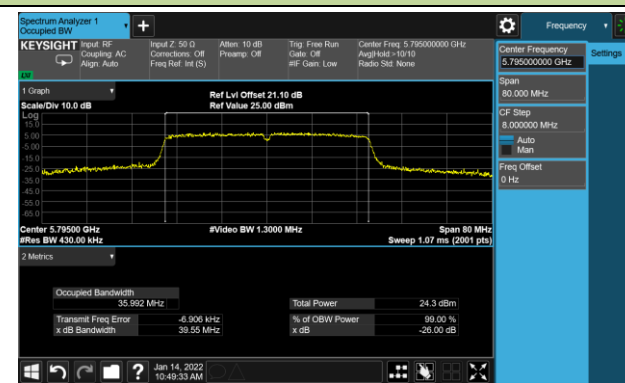 Spectrum Analyzer 1
Occupied BW
Frequency
KEYSIGHT
Input: RF
Coupling: AC
Align: Auto
Input Z: 50 Ω
Corrections: Off
Freq Ref: Int (S)
Atten: 10 dB
Preamp: Off
Trig: Free Run
Gate: Off
#IF Gain: Low
Center Freq: 5.795000000 GHz
Avg|Hold:>10/10
Radio Std: None
LXI
Center Frequency
5.795000000 GHz
Settings
Span
80.000 MHz
CF Step
8.000000 MHz
Auto
Man
Freq Offset
0 Hz
1 Graph
Scale/Div 10.0 dB
Ref Lvl Offset 21.10 dB
Ref Value 25.00 dBm
Log
15.0
5.00
-5.00
-15.0
-25.0
-35.0
-45.0
-55.0
-65.0
Center 5.79500 GHz
#Video BW 1.3000 MHz
Span 80 MHz
#Res BW 430.00 kHz
Sweep 1.07 ms (2001 pts)
2 Metrics
Occupied Bandwidth
35.992 MHz
Total Power 24.3 dBm
Transmit Freq Error -6.906 kHz
% of OBW Power 99.00 %
x dB Bandwidth 39.55 MHz
x dB -26.00 dB
Jan 14, 2022
10:49:33 AM